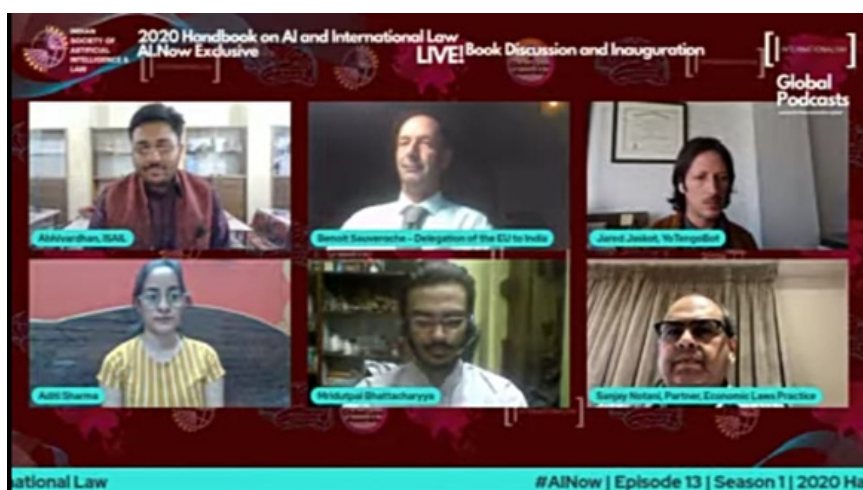 INDIAN
SOCIETY OF
ARTIFICIAL
INTELLIGENCE &
LAW
2020 Handbook on AI and International Law
AI.Now Exclusive
LIVE! Book Discussion and Inauguration
INTERNATIONALISM
Global
Podcasts
Abhivardhan, ISAIL
Benoit Sauveroche - Delegation of the EU to India
Jared Jaskot, YoTengoBot
Aditi Sharma
Mridutpal Bhattacharyya
Sanjay Notani, Partner, Economic Laws Practice
national Law
#AINow | Episode 13 | Season 1 | 2020 Ha